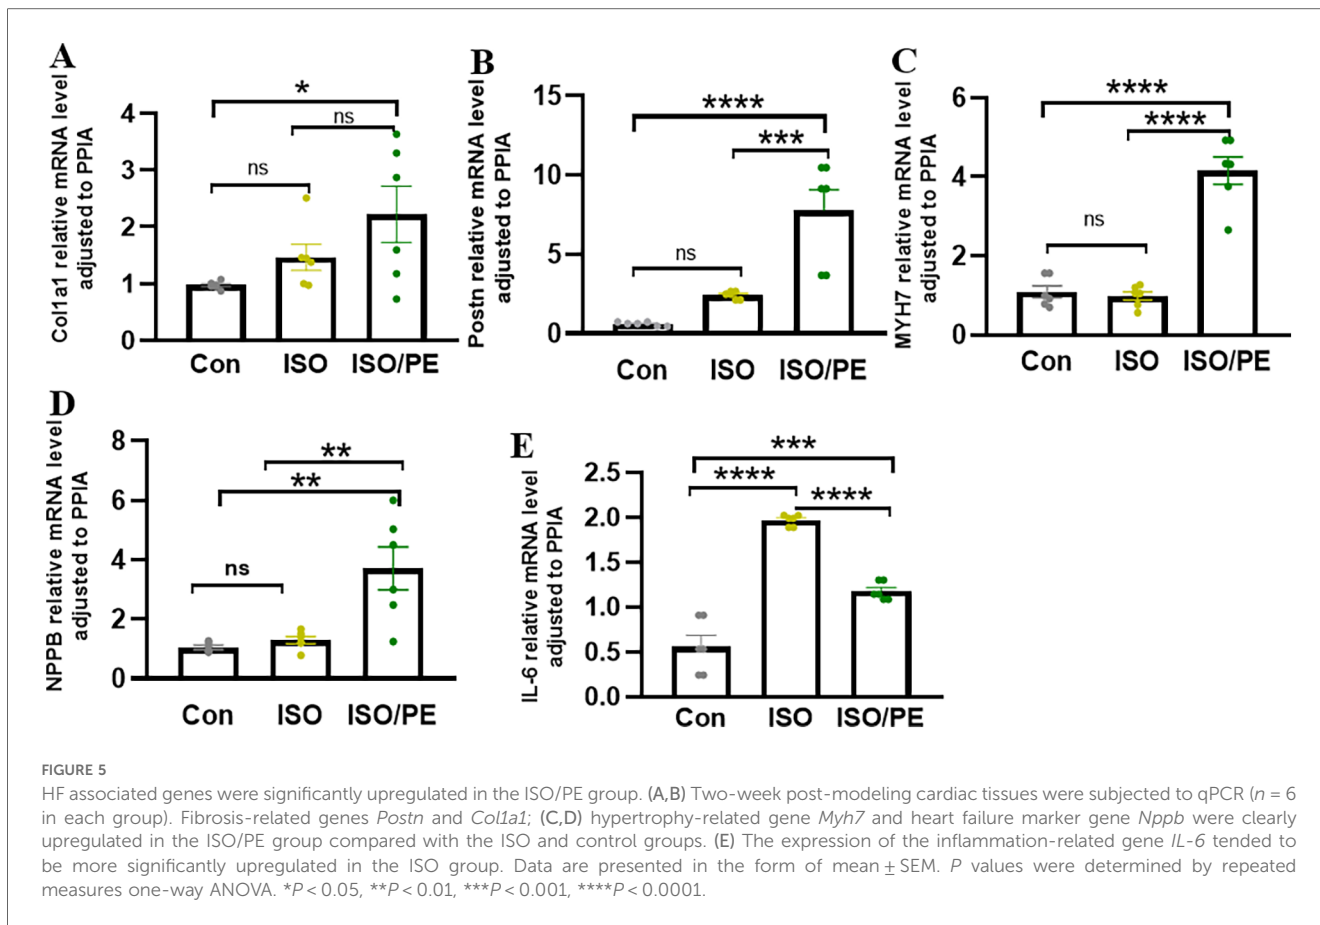 A
Col1a1 relative mRNA level
adjusted to PPIA
4
3
2
1
0
*
ns
ns
Con ISO ISO/PE
B
Postn relative mRNA level
adjusted to PPIA
15
10
5
0
****
***
ns
Con ISO ISO/PE
C
MYH7 relative mRNA level
adjusted to PPIA
6
4
2
0
****
****
ns
Con ISO ISO/PE
D
NPPB relative mRNA level
adjusted to PPIA
8
6
4
2
0
**
**
ns
Con ISO ISO/PE
E
IL-6 relative mRNA level
adjusted to PPIA
2.5
2.0
1.5
1.0
0.5
0.0
***
****
****
Con ISO ISO/PE
FIGURE 5
HF associated genes were significantly upregulated in the ISO/PE group. (A,B) Two-week post-modeling cardiac tissues were subjected to qPCR (n = 6
in each group). Fibrosis-related genes Postn and Col1a1; (C,D) hypertrophy-related gene Myh7 and heart failure marker gene Nppb were clearly
upregulated in the ISO/PE group compared with the ISO and control groups. (E) The expression of the inflammation-related gene IL-6 tended to
be more significantly upregulated in the ISO group. Data are presented in the form of mean ± SEM. P values were determined by repeated
measures one-way ANOVA. *P < 0.05, **P < 0.01, ***P < 0.001, ****P < 0.0001.